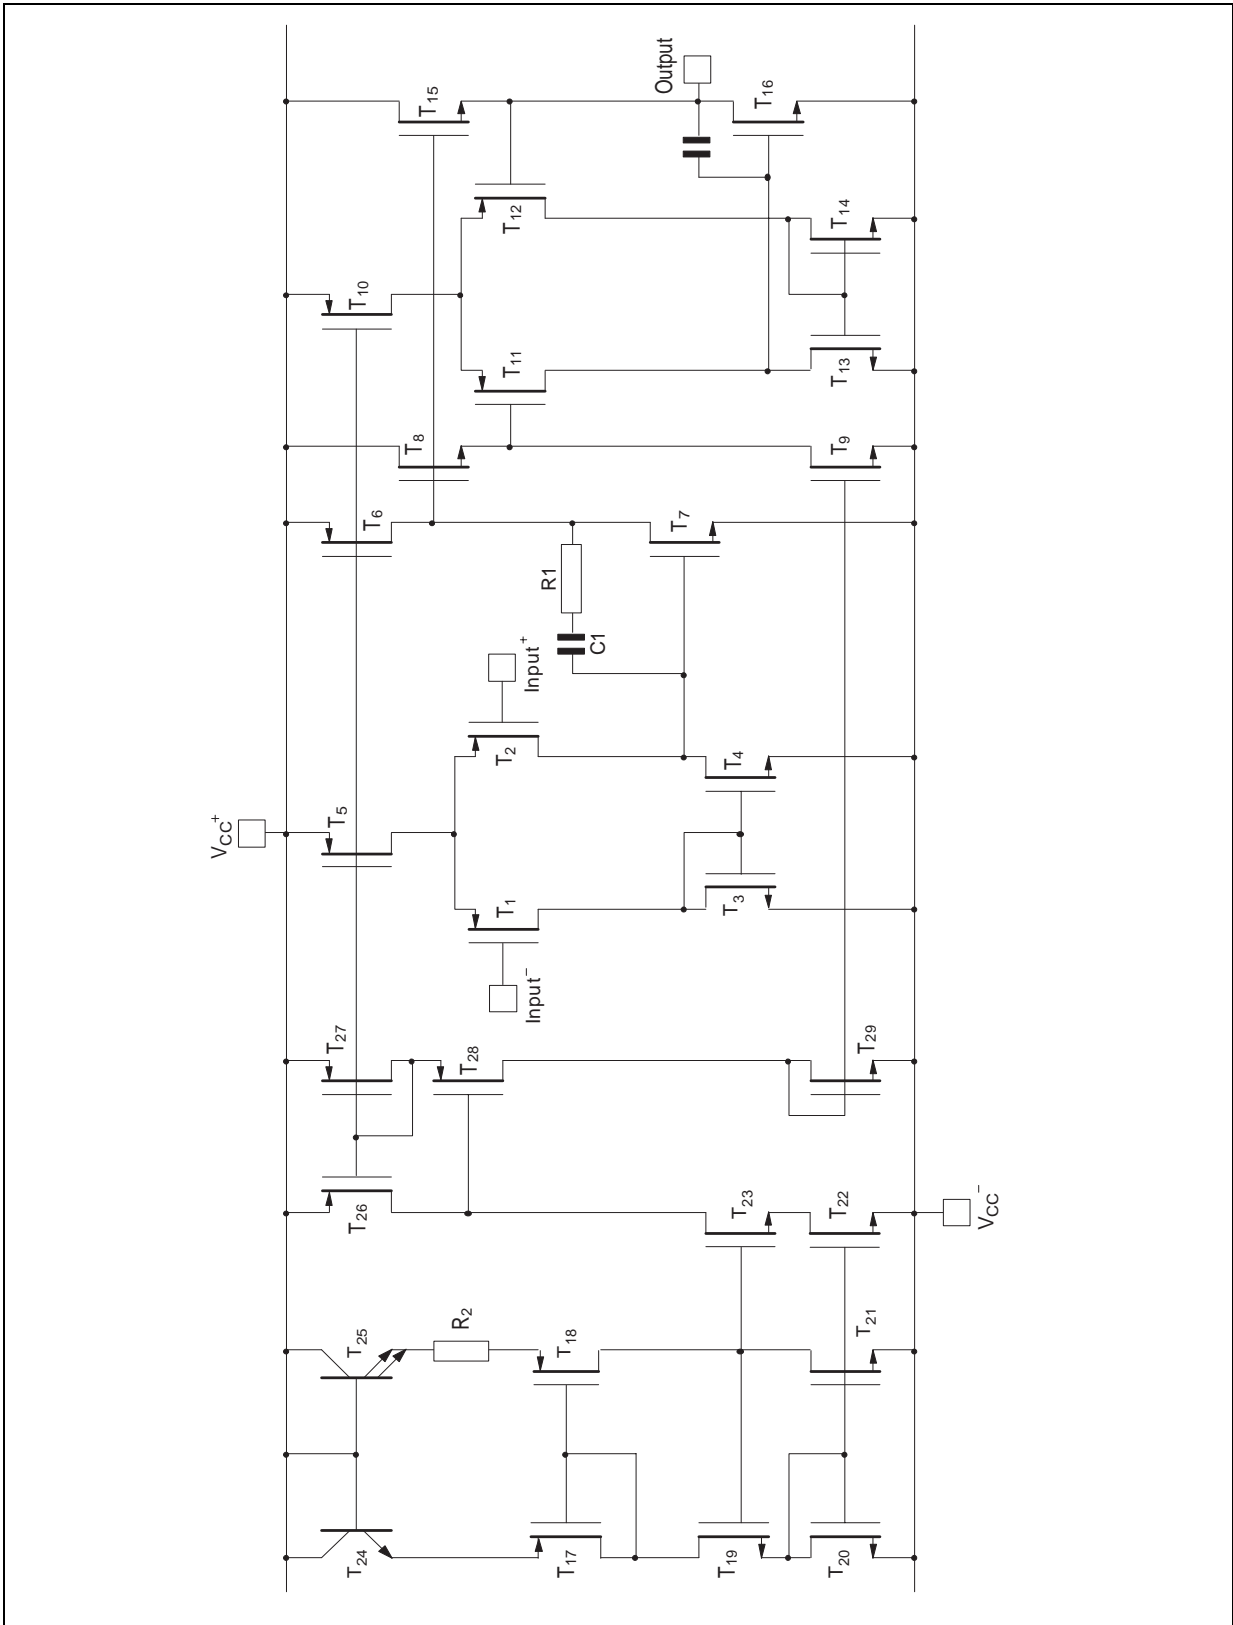 T24
T25
R2
T17
T18
T19
T20
T21
T26
T27
T28
T23
T22
T29
VCC−
VCC+
T5
Input−
T1
T2
Input+
T3
T4
C1
R1
T6
T7
T8
T9
T10
T11
T12
T13
T14
T15
Output
T16